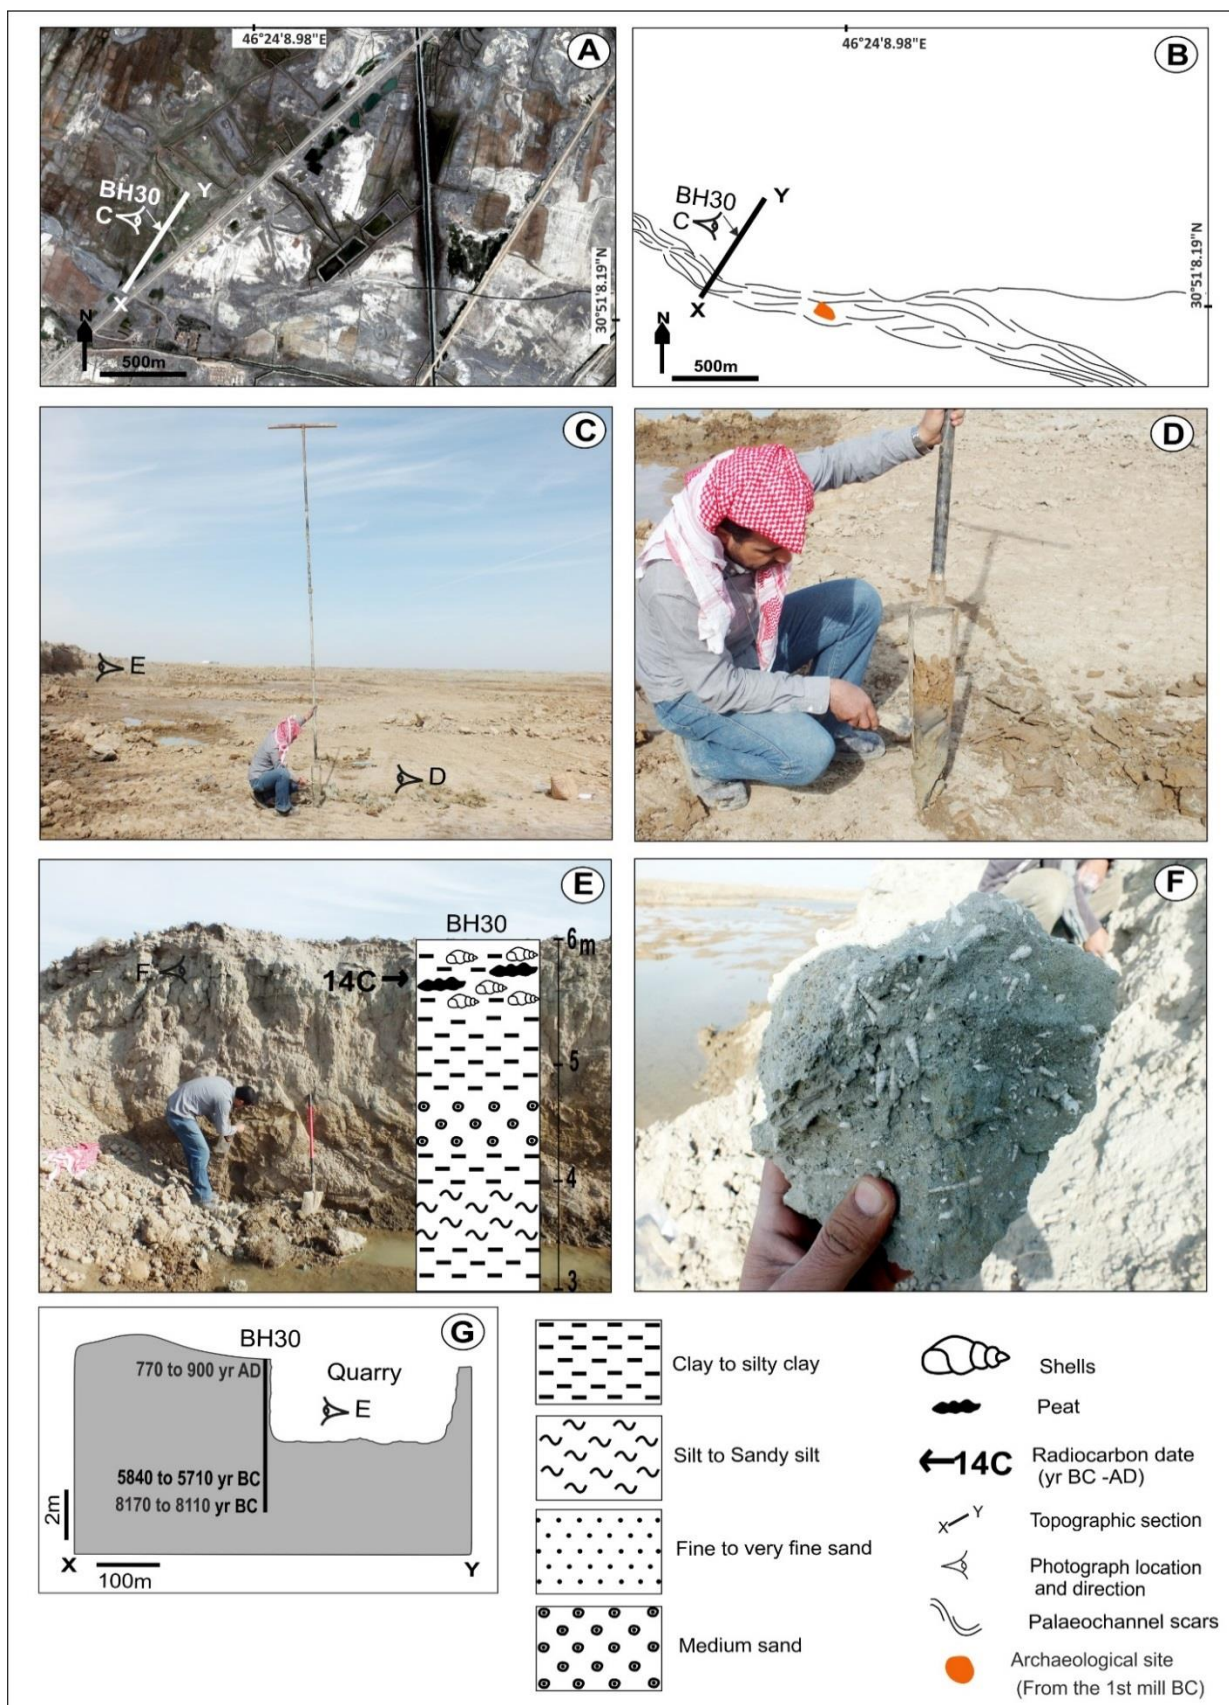 46°24'8.98"E
A
BH30
C
Y
X
N
500m
30°51'8.19"N
46°24'8.98"E
B
BH30
C
Y
X
N
500m
30°51'8.19"N
C
E
D
D
E
BH30
F
14C
6m
5
4
3
F
G
BH30
770 to 900 yr AD
Quarry
E
5840 to 5710 yr BC
8170 to 8110 yr BC
2m
X
Y
100m
Clay to silty clay
Silt to Sandy silt
Fine to very fine sand
Medium sand
Shells
Peat
14C
Radiocarbon date
(yr BC -AD)
X Y
Topographic section
Photograph location
and direction
Palaeochannel scars
Archaeological site
(From the 1st mill BC)